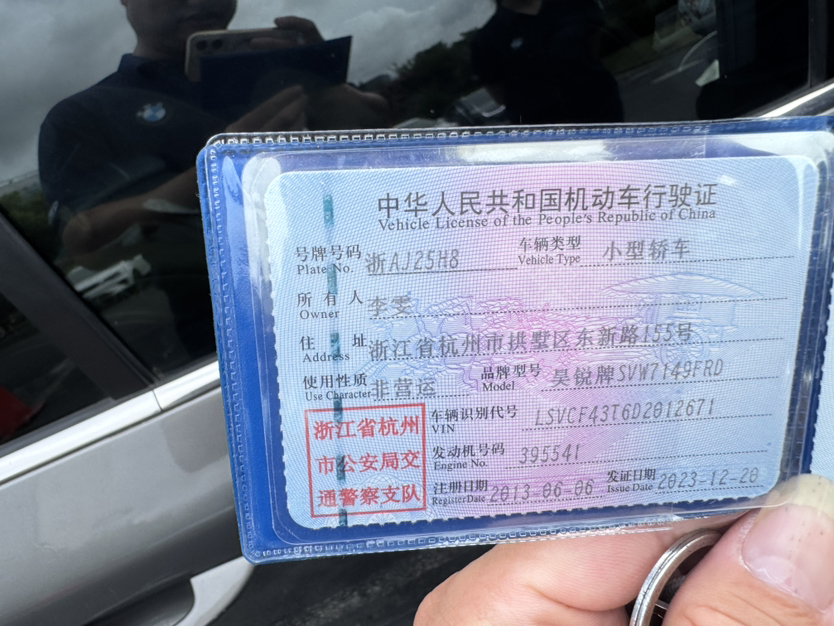 中华人民共和国机动车行驶证
Vehicle License of the People's Republic of China
号牌号码 浙AJ25H8 车辆类型 小型轿车
Plate No. Vehicle Type
所有人 李雯
Owner
住址 浙江省杭州市拱墅区东新路155号
Address
使用性质 非营运 品牌型号 昊锐牌SVW7149FRD
Use Character Model
浙江省杭州
市公安局交
通警察支队
车辆识别代号 LSVCF43T6D2012671
VIN
发动机号码 395541
Engine No.
注册日期 2013-06-06 发证日期 2023-12-20
Register Date Issue Date